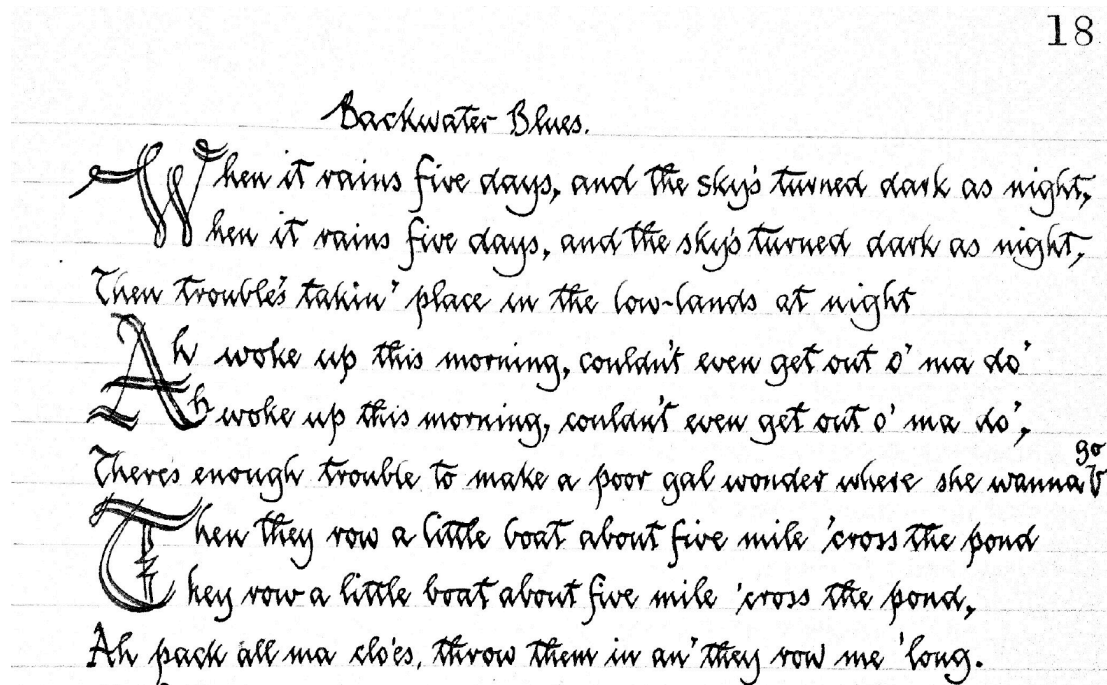 18
Backwater Blues.
When it rains five days, and the sky's turned dark as night,
When it rains five days, and the sky's turned dark as night,
Then trouble's takin' place in the low-lands at night
Ah woke up this morning, couldn't even get out o' ma do'
Ah woke up this morning, couldn't even get out o' ma do',
There's enough trouble to make a poor gal wonder where she wanna go
Then they row a little boat about five mile 'cross the pond
They row a little boat about five mile 'cross the pond,
Ah pack all ma clo'es, throw them in an' they row me 'long.